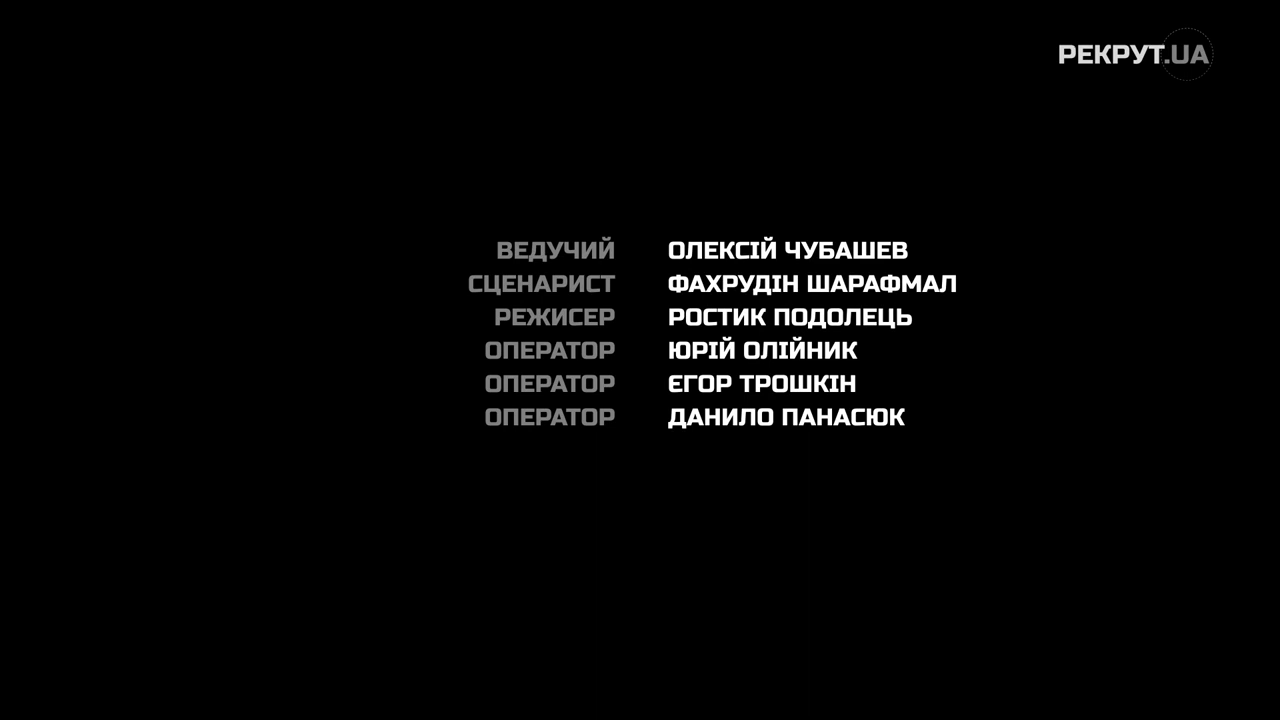 РЕКРУТ.UA
ВЕДУЧИЙ ОЛЕКСІЙ ЧУБАШЕВ
СЦЕНАРИСТ ФАХРУДІН ШАРАФМАЛ
РЕЖИСЕР РОСТИК ПОДОЛЕЦЬ
ОПЕРАТОР ЮРІЙ ОЛІЙНИК
ОПЕРАТОР ЄГОР ТРОШКІН
ОПЕРАТОР ДАНИЛО ПАНАСЮК